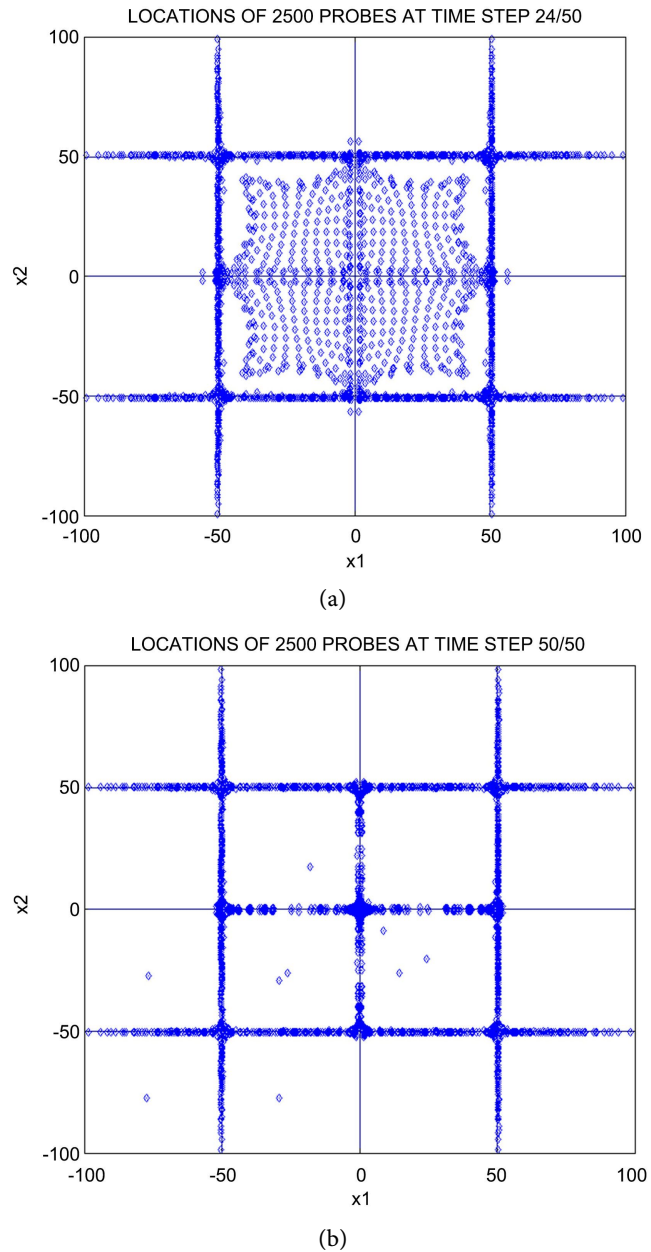 LOCATIONS OF 2500 PROBES AT TIME STEP 24/50
100
50
x2
0
-50
-100
-100 -50 0 50 100
x1
(a)
LOCATIONS OF 2500 PROBES AT TIME STEP 50/50
100
50
x2
0
-50
-100
-100 -50 0 50 100
x1
(b)